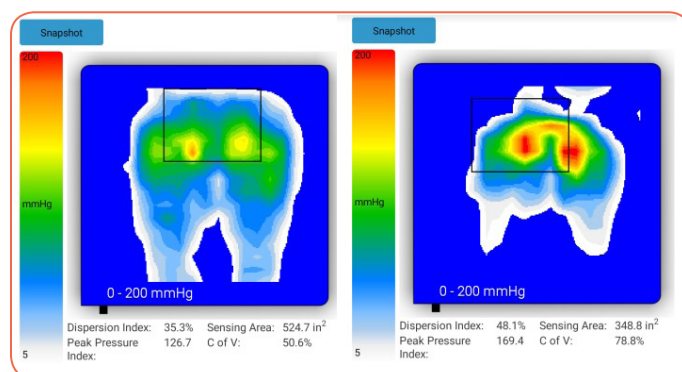 Snapshot
200
mmHg
5
0 - 200 mmHg
Dispersion Index: 35.3% Sensing Area: 524.7 in2
Peak Pressure Index: 126.7 C of V: 50.6%
Snapshot
200
mmHg
5
0 - 200 mmHg
Dispersion Index: 48.1% Sensing Area: 348.8 in2
Peak Pressure Index: 169.4 C of V: 78.8%